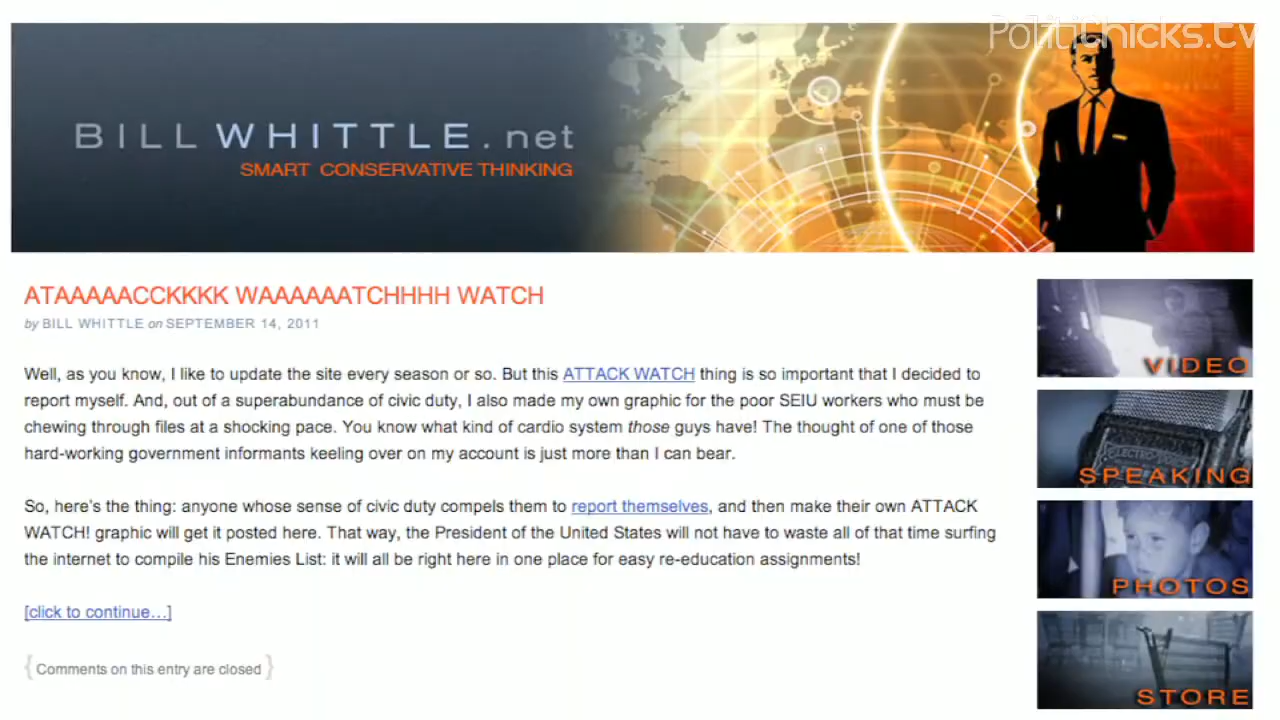 PolitiChicks.tv
BILL WHITTLE.net
SMART CONSERVATIVE THINKING
ATAAAAACCKKKK WAAAAAATCHHHH WATCH
by BILL WHITTLE on SEPTEMBER 14, 2011
Well, as you know, I like to update the site every season or so. But this ATTACK WATCH thing is so important that I decided to
report myself. And, out of a superabundance of civic duty, I also made my own graphic for the poor SEIU workers who must be
chewing through files at a shocking pace. You know what kind of cardio system those guys have! The thought of one of those
hard-working government informants keeling over on my account is just more than I can bear.
So, here's the thing: anyone whose sense of civic duty compels them to report themselves, and then make their own ATTACK
WATCH! graphic will get it posted here. That way, the President of the United States will not have to waste all of that time surfing
the internet to compile his Enemies List: it will all be right here in one place for easy re-education assignments!
[click to continue…]
{ Comments on this entry are closed }
VIDEO
ELECTRO-VOICE
SPEAKING
PHOTOS
STORE